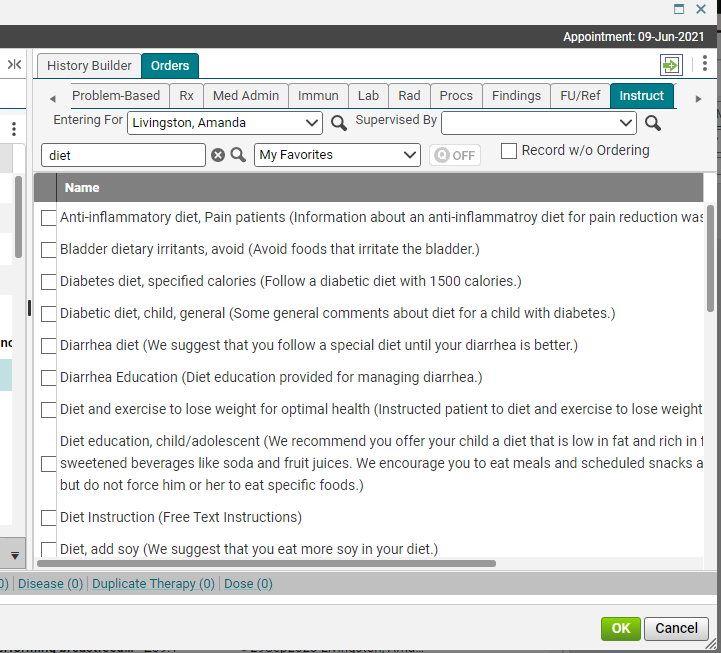 Appointment: 09-Jun-2021
History Builder Orders
Problem-Based Rx Med Admin Immun Lab Rad Procs Findings FU/Ref Instruct
Entering For Livingston, Amanda Supervised By
diet My Favorites Q OFF Record w/o Ordering
Name
Anti-inflammatory diet, Pain patients (Information about an anti-inflammatroy diet for pain reduction was
Bladder dietary irritants, avoid (Avoid foods that irritate the bladder.)
Diabetes diet, specified calories (Follow a diabetic diet with 1500 calories.)
Diabetic diet, child, general (Some general comments about diet for a child with diabetes.)
Diarrhea diet (We suggest that you follow a special diet until your diarrhea is better.)
Diarrhea Education (Diet education provided for managing diarrhea.)
Diet and exercise to lose weight for optimal health (Instructed patient to diet and exercise to lose weight
Diet education, child/adolescent (We recommend you offer your child a diet that is low in fat and rich in
sweetened beverages like soda and fruit juices. We encourage you to eat meals and scheduled snacks a
but do not force him or her to eat specific foods.)
Diet Instruction (Free Text Instructions)
Diet, add soy (We suggest that you eat more soy in your diet.)
0) Disease (0) Duplicate Therapy (0) Dose (0)
OK Cancel